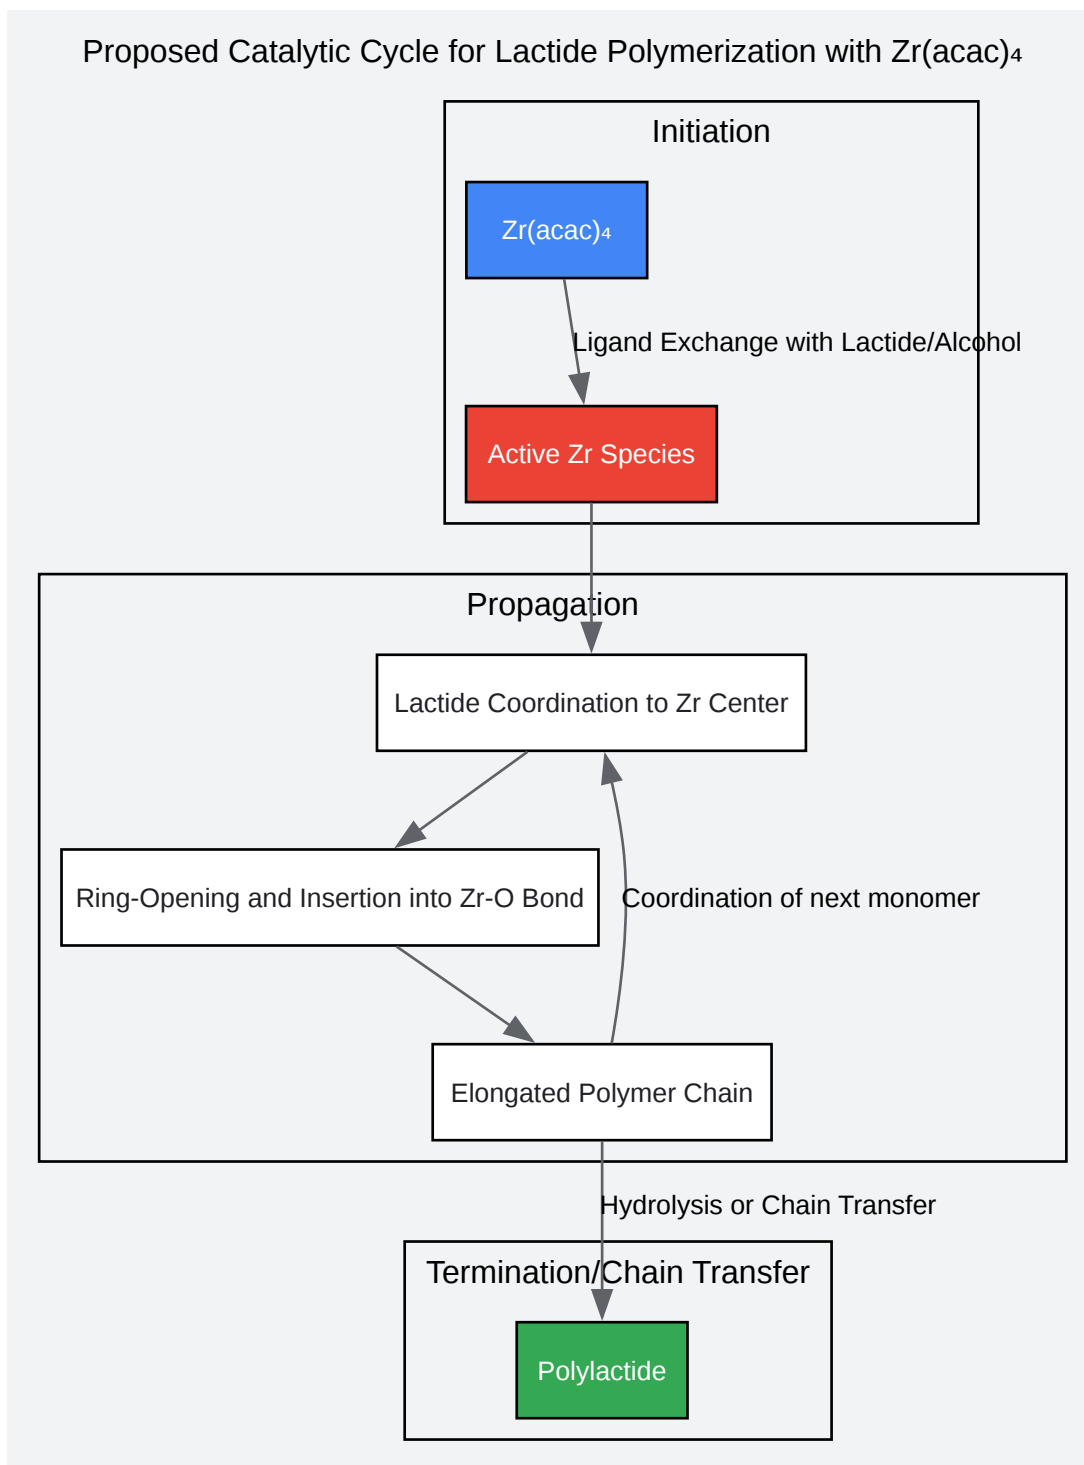 Proposed Catalytic Cycle for Lactide Polymerization with Zr(acac)₄
Initiation
Zr(acac)₄
Ligand Exchange with Lactide/Alcohol
Active Zr Species
Propagation
Lactide Coordination to Zr Center
Ring-Opening and Insertion into Zr-O Bond
Coordination of next monomer
Elongated Polymer Chain
Hydrolysis or Chain Transfer
Termination/Chain Transfer
Polylactide